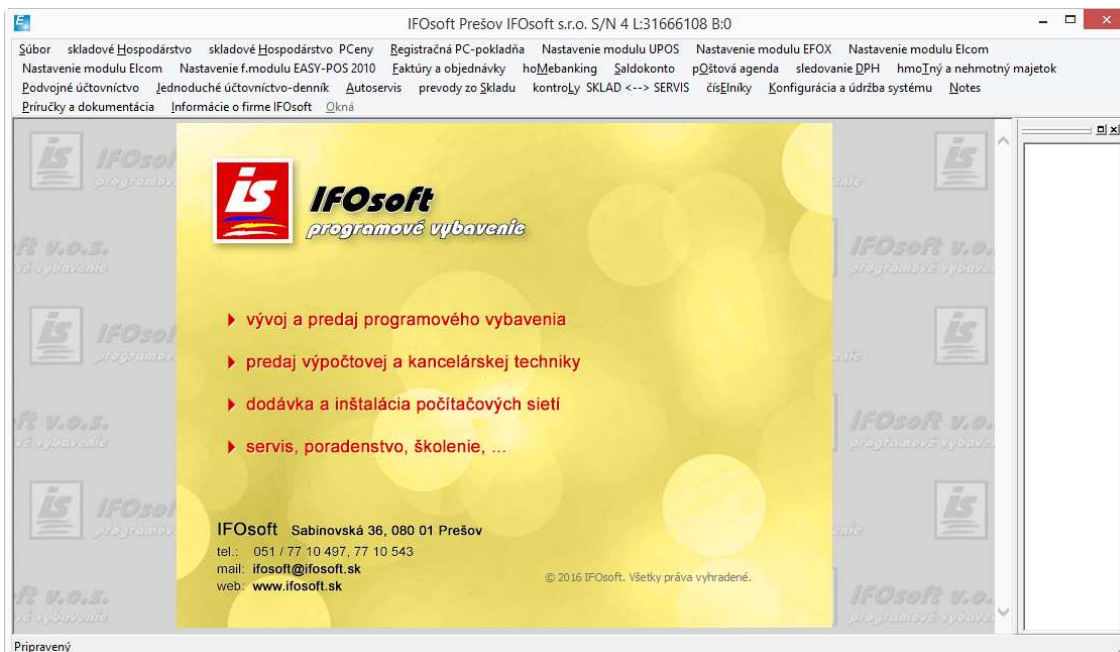 IFOsoft Prešov IFOsoft s.r.o. S/N 4 L:31666108 B:0
Súbor skladové Hospodárstvo skladové Hospodárstvo PCeny Registračná PC-pokladňa Nastavenie modulu UPOS Nastavenie modulu EFOX Nastavenie modulu Elcom
Nastavenie modulu Elcom Nastavenie f.modulu EASY-POS 2010 Faktúry a objednávky hoMebanking Saldokonto pOštová agenda sledovanie DPH hmoTný a nehmotný majetok
Podvojné účtovníctvo Jednoduché účtovníctvo-denník Autoservis prevody zo Skladu kontroLy SKLAD <--> SERVIS čísElníky Konfigurácia a údržba systému Notes
Príručky a dokumentácia Informácie o firme IFOsoft Okná
is IFOsoft
programové vybavenie
vývoj a predaj programového vybavenia
predaj výpočtovej a kancelárskej techniky
dodávka a inštalácia počítačových sietí
servis, poradenstvo, školenie, ...
IFOsoft Sabinovská 36, 080 01 Prešov
tel.: 051 / 77 10 497, 77 10 543
mail: ifosoft@ifosoft.sk
web: www.ifosoft.sk
© 2016 IFOsoft. Všetky práva vyhradené.
IFOsoft v.o.s.
Pripravený